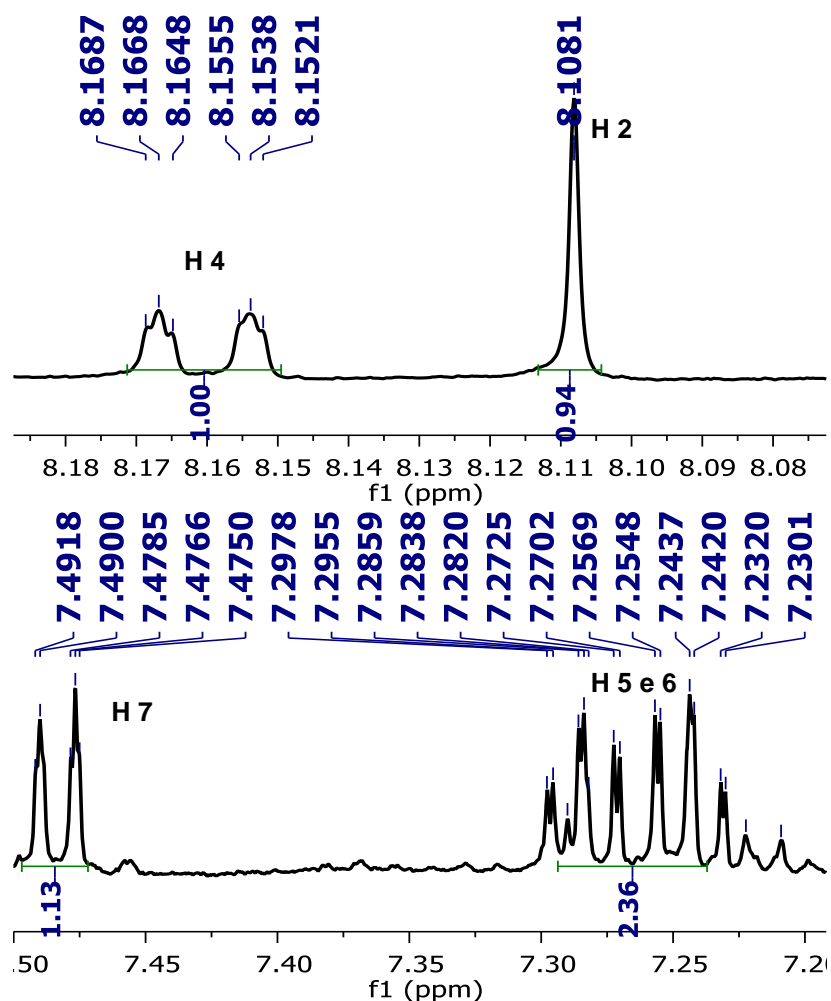 8.1687 8.1668 8.1648 8.1555 8.1538 8.1521 8.1081
H 2
H 4
1.00 0.94
8.18 8.17 8.16 8.15 8.14 8.13 8.12 8.11 8.10 8.09 8.08
f1 (ppm)
7.4918 7.4900 7.4785 7.4766 7.4750 7.2978 7.2955 7.2859 7.2838 7.2820 7.2725 7.2702 7.2569 7.2548 7.2437 7.2420 7.2320 7.2301
H 7 H 5 e 6
1.13 2.36
.50 7.45 7.40 7.35 7.30 7.25 7.20
f1 (ppm)